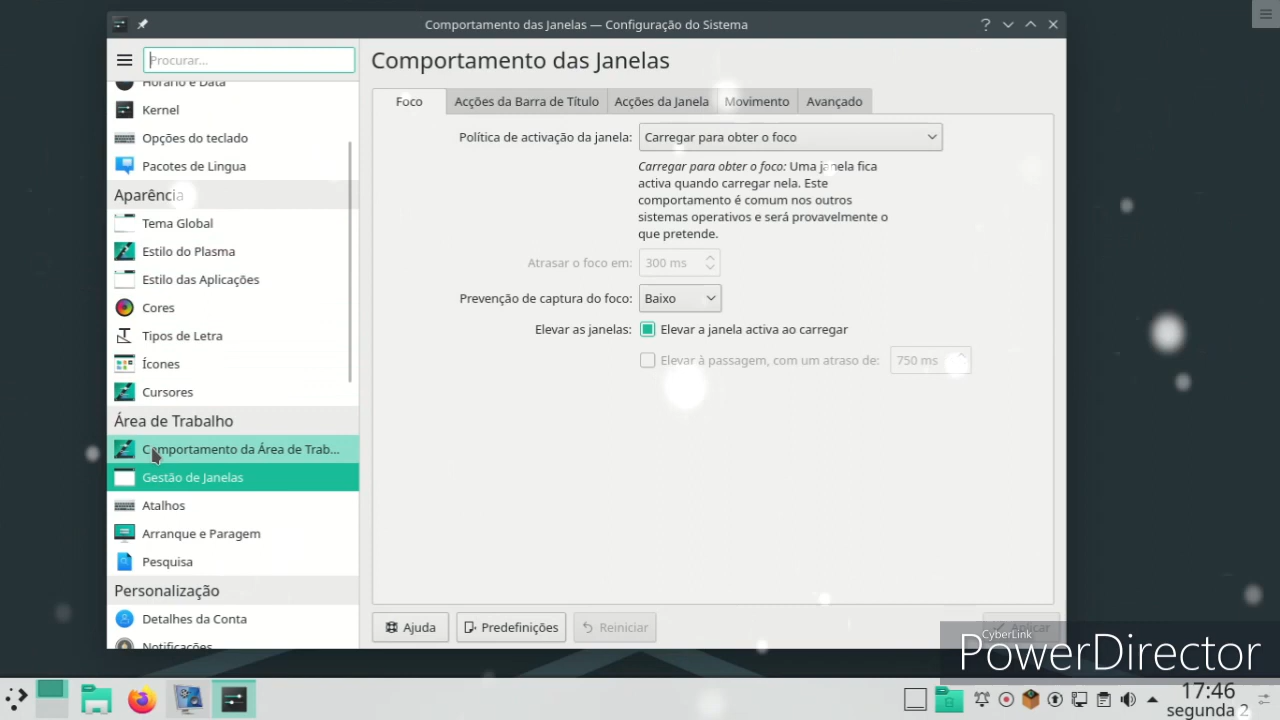 Comportamento das Janelas — Configuração do Sistema
Procurar...
Horário e Data
Kernel
Opções do teclado
Pacotes de Lingua
Aparência
Tema Global
Estilo do Plasma
Estilo das Aplicações
Cores
Tipos de Letra
Ícones
Cursores
Área de Trabalho
Comportamento da Área de Trab...
Gestão de Janelas
Atalhos
Arranque e Paragem
Pesquisa
Personalização
Detalhes da Conta
Notificações
Comportamento das Janelas
Foco
Acções da Barra de Título
Acções da Janela
Movimento
Avançado
Política de activação da janela: Carregar para obter o foco
Carregar para obter o foco: Uma janela fica
activa quando carregar nela. Este
comportamento é comum nos outros
sistemas operativos e será provavelmente o
que pretende.
Atrasar o foco em: 300 ms
Prevenção de captura do foco: Baixo
Elevar as janelas: Elevar a janela activa ao carregar
Elevar à passagem, com um atraso de: 750 ms
Ajuda
Predefinições
Reiniciar
Aplicar
CyberLink
PowerDirector
17:46
segunda 2